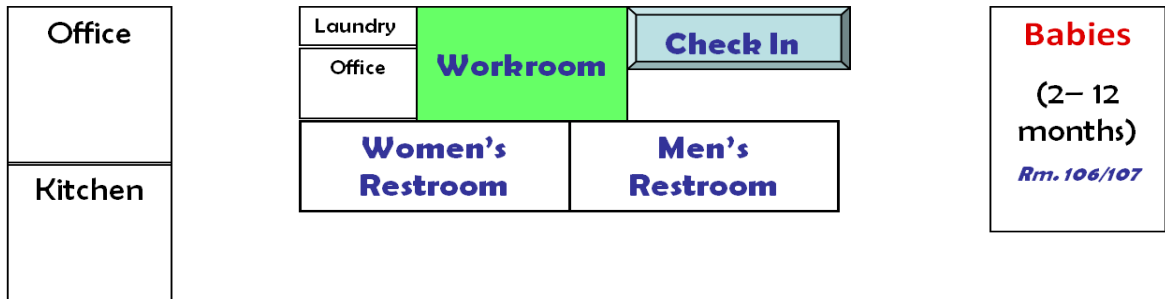 Office
Kitchen
Laundry
Office
Workroom
Check In
Women's
Restroom
Men's
Restroom
Babies
(2– 12
months)
Rm. 106/107